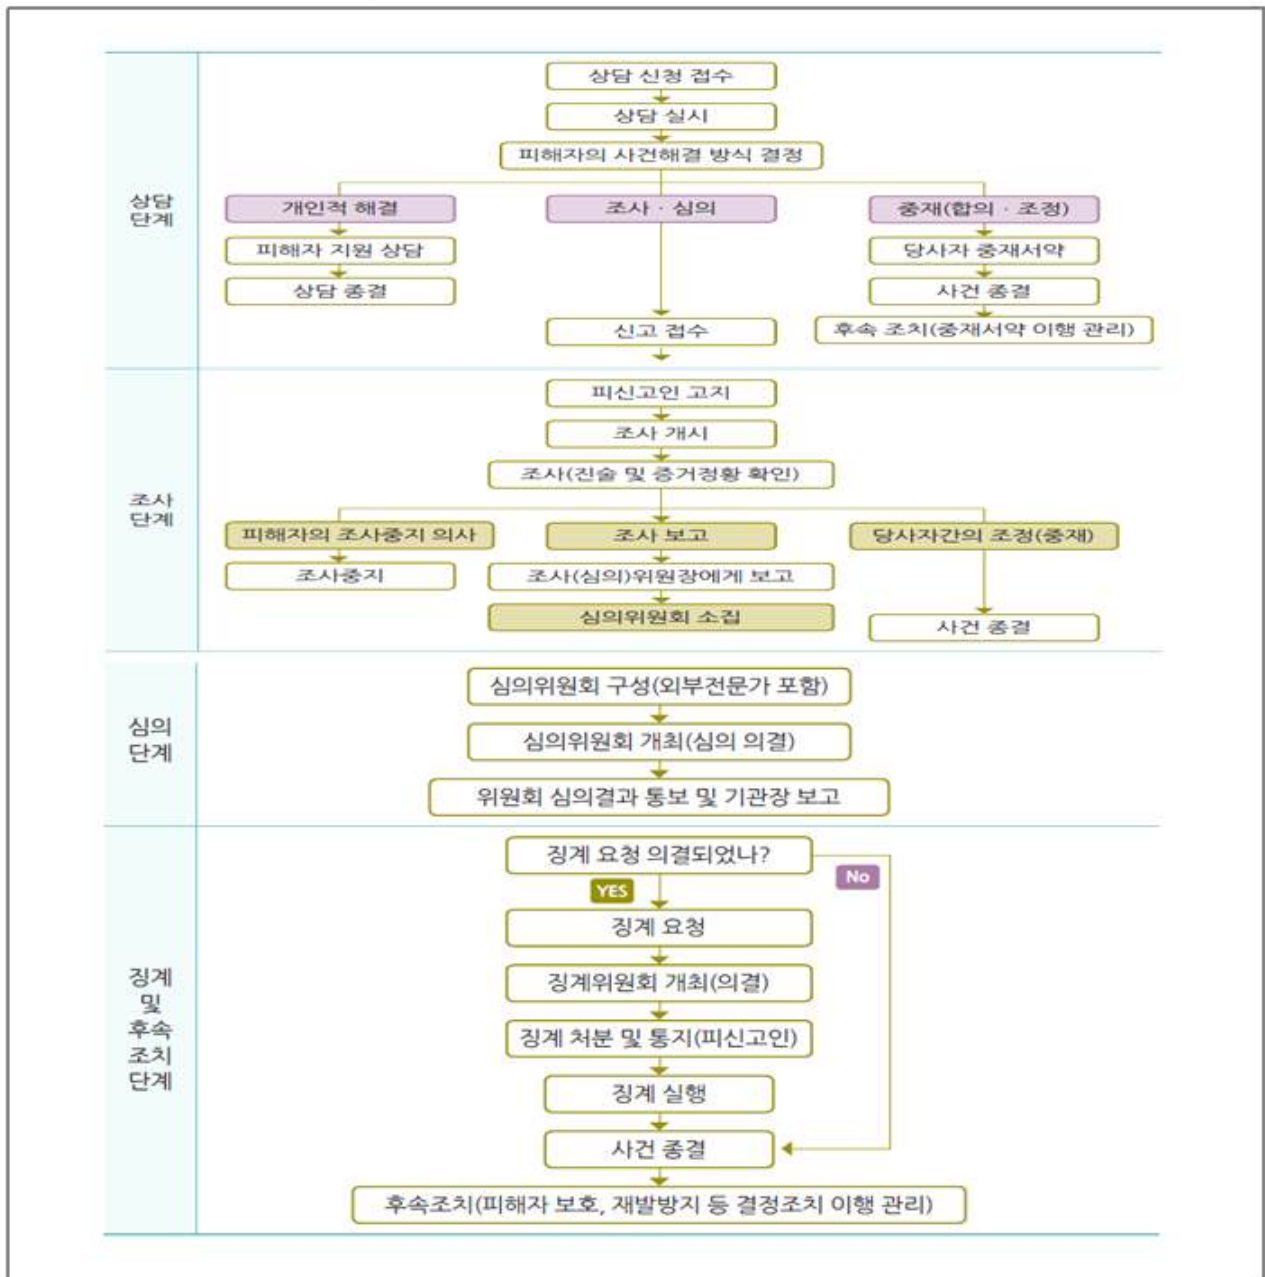 상담
단계
상담 신청 접수
상담 실시
피해자의 사건해결 방식 결정
개인적 해결
조사 · 심의
중재(합의 · 조정)
피해자 지원 상담
당사자 중재서약
상담 종결
사건 종결
신고 접수
후속 조치(중재서약 이행 관리)
조사
단계
피신고인 고지
조사 개시
조사(진술 및 증거정황 확인)
피해자의 조사중지 의사
조사 보고
당사자간의 조정(중재)
조사중지
조사(심의)위원장에게 보고
심의위원회 소집
사건 종결
심의
단계
심의위원회 구성(외부전문가 포함)
심의위원회 개최(심의 의결)
위원회 심의결과 통보 및 기관장 보고
징계
및
후속
조치
단계
징계 요청 의결되었나?
YES
No
징계 요청
징계위원회 개최(의결)
징계 처분 및 통지(피신고인)
징계 실행
사건 종결
후속조치(피해자 보호, 재발방지 등 결정조치 이행 관리)